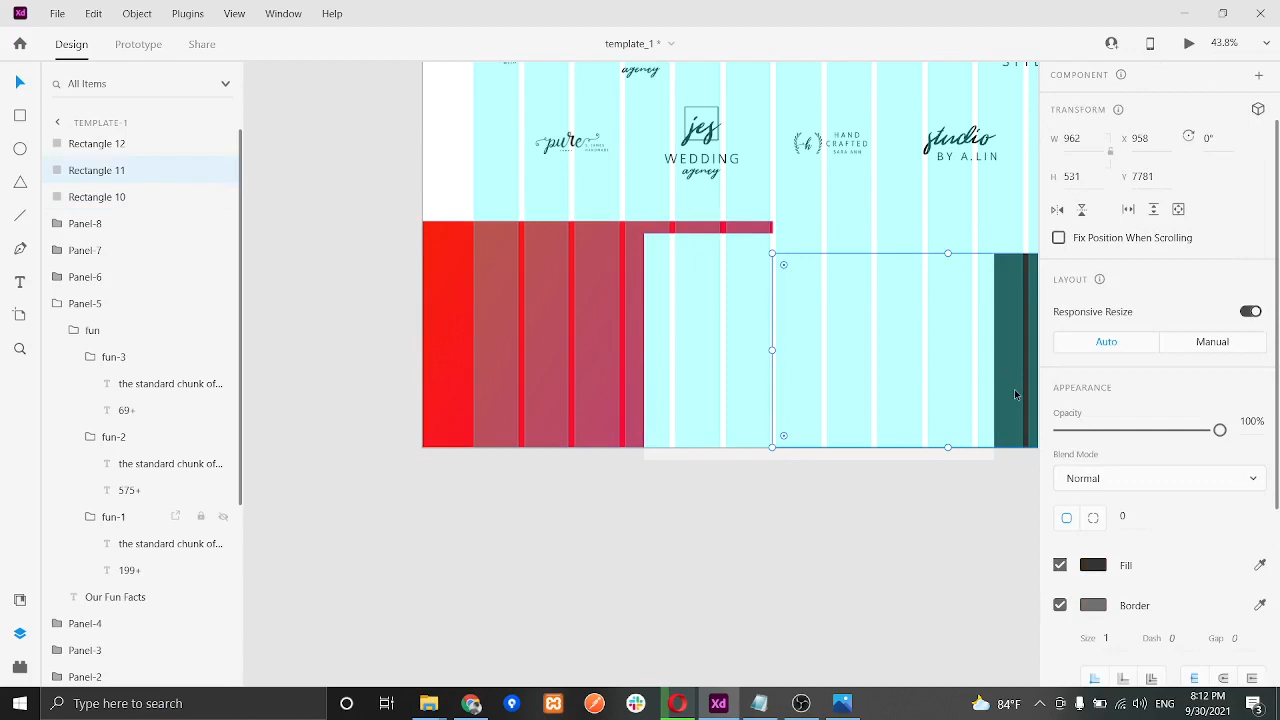 Xd File Edit Object Plugins View Window Help
Design Prototype Share template_1 * 43.8%
All Items
TEMPLATE-1
Rectangle 12
Rectangle 11
Rectangle 10
Panel-8
Panel-7
Panel-6
Panel-5
fun
fun-3
the standard chunk of...
69+
fun-2
the standard chunk of...
575+
fun-1
the standard chunk of...
199+
Our Fun Facts
Panel-4
Panel-3
Panel-2
agency
pure
jes
WEDDING
agency
h HAND
CRAFTED
SARA ANN
studio
BY A.LIN
COMPONENT
TRANSFORM
W 962 X 958 0°
H 531 Y 7781
Fix Position When Scrolling
LAYOUT
Responsive Resize
Auto Manual
APPEARANCE
Opacity 100%
Blend Mode
Normal
0
Fill
Border
Size 1 Dash 0 Gap 0
Type here to search
Xd
84°F
8:12 PM
9/30/2021